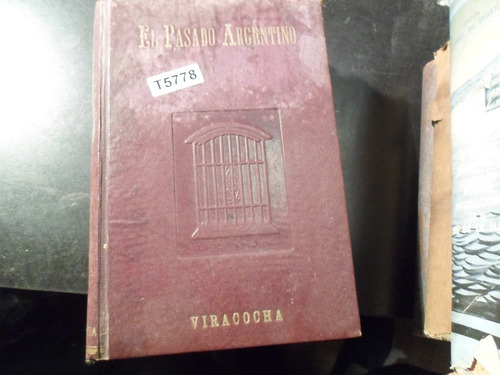 El Pasado Argentino
T5778
VIRACOCHA